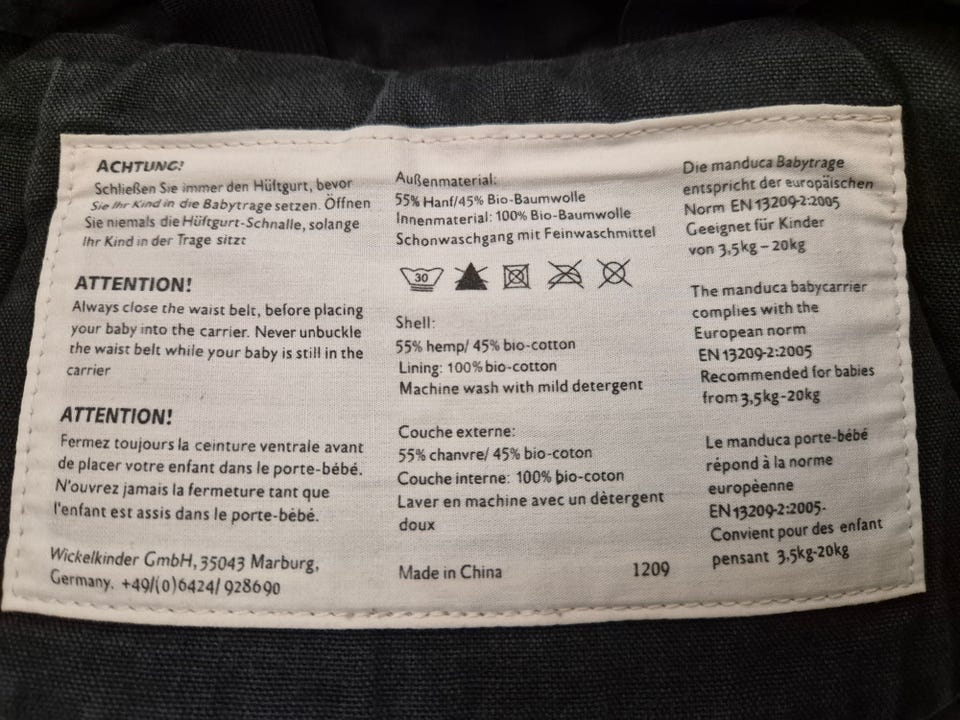 ACHTUNG!
Schließen Sie immer den Hüftgurt, bevor
Sie Ihr Kind in die Babytrage setzen. Öffnen
Sie niemals die Hüftgurt-Schnalle, solange
Ihr Kind in der Trage sitzt
ATTENTION!
Always close the waist belt, before placing
your baby into the carrier. Never unbuckle
the waist belt while your baby is still in the
carrier
ATTENTION!
Fermez toujours la ceinture ventrale avant
de placer votre enfant dans le porte-bébé.
N'ouvrez jamais la fermeture tant que
l'enfant est assis dans le porte-bébé.
Wickelkinder GmbH, 35043 Marburg,
Germany. +49/(0)6424/ 928690
Außenmaterial:
55% Hanf/45% Bio-Baumwolle
Innenmaterial: 100% Bio-Baumwolle
Schonwaschgang mit Feinwaschmittel
30
Shell:
55% hemp/ 45% bio-cotton
Lining: 100% bio-cotton
Machine wash with mild detergent
Couche externe:
55% chanvre/ 45% bio-coton
Couche interne: 100% bio-coton
Laver en machine avec un dètergent
doux
Made in China 1209
Die manduca Babytrage
entspricht der europäischen
Norm EN 13209-2:2005
Geeignet für Kinder
von 3,5kg – 20kg
The manduca babycarrier
complies with the
European norm
EN 13209-2:2005
Recommended for babies
from 3,5kg-20kg
Le manduca porte-bébé
répond à la norme
europèenne
EN 13209-2:2005.
Convient pour des enfant
pensant 3,5kg-20kg